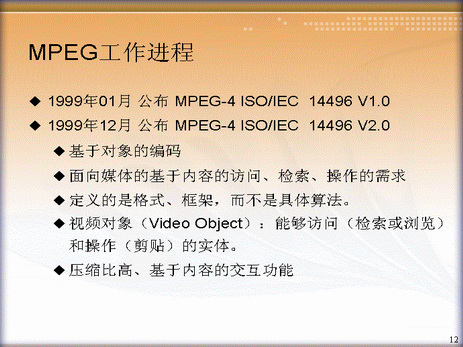 MPEG工作进程
◆ 1999年01月 公布 MPEG-4 ISO/IEC 14496 V1.0
◆ 1999年12月 公布 MPEG-4 ISO/IEC 14496 V2.0
◆ 基于对象的编码
◆ 面向媒体的基于内容的访问、检索、操作的需求
◆ 定义的是格式、框架，而不是具体算法。
◆ 视频对象（Video Object）：能够访问（检索或浏览）
和操作（剪贴）的实体。
◆ 压缩比高、基于内容的交互功能
12